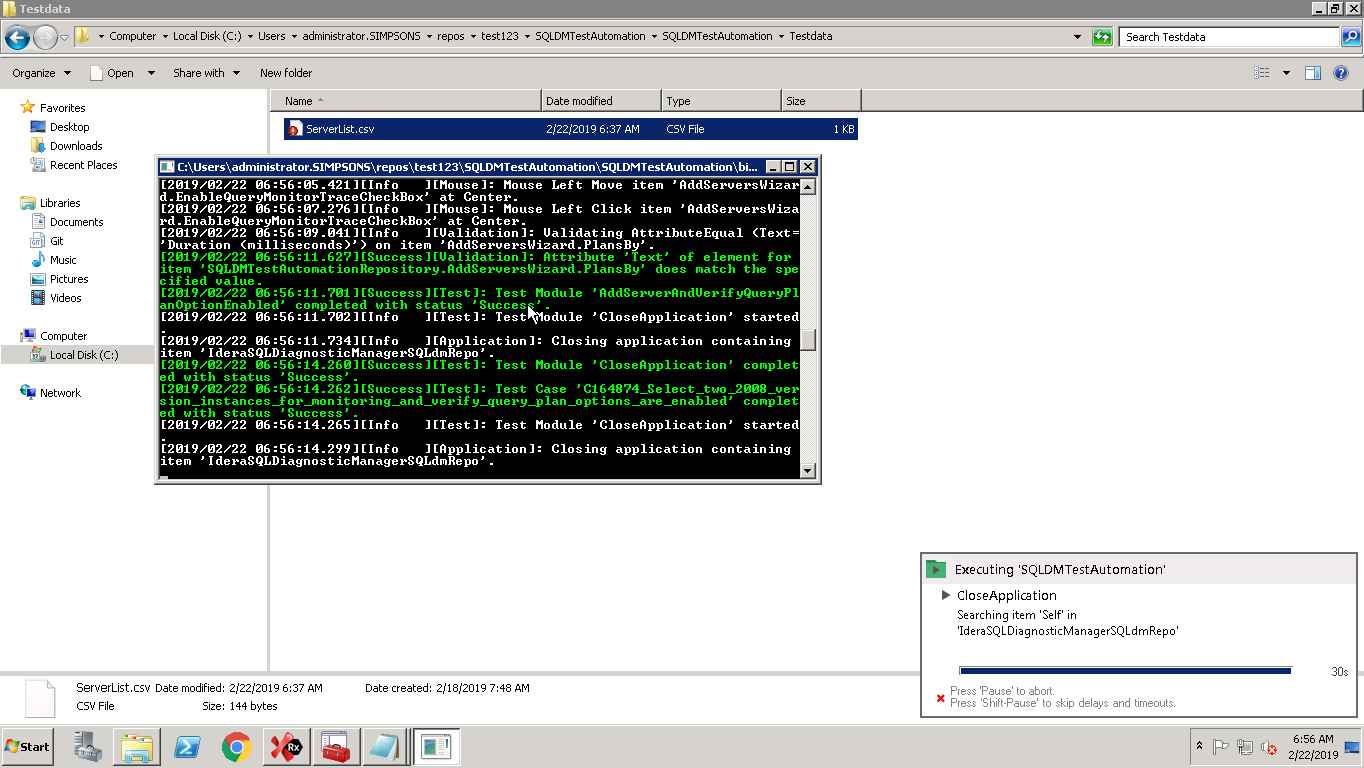 Testdata
Computer Local Disk (C:) Users administrator.SIMPSONS repos test123 SQLDMTestAutomation SQLDMTestAutomation Testdata
Search Testdata
Organize Open Share with New folder
Favorites
Desktop
Downloads
Recent Places
Libraries
Documents
Git
Music
Pictures
Videos
Computer
Local Disk (C:)
Network
Name Date modified Type Size
ServerList.csv 2/22/2019 6:37 AM CSV File 1 KB
C:\Users\administrator.SIMPSONS\repos\test123\SQLDMTestAutomation\SQLDMTestAutomation\bi...
[2019/02/22 06:56:05.421][Info   ][Mouse]: Mouse Left Move item 'AddServersWizar
d.EnableQueryMonitorTraceCheckBox' at Center.
[2019/02/22 06:56:07.276][Info   ][Mouse]: Mouse Left Click item 'AddServersWiza
rd.EnableQueryMonitorTraceCheckBox' at Center.
[2019/02/22 06:56:09.041][Info   ][Validation]: Validating AttributeEqual (Text=
'Duration (milliseconds)') on item 'AddServersWizard.PlansBy'.
[2019/02/22 06:56:11.627][Success][Validation]: Attribute 'Text' of element for
item 'SQLDMTestAutomationRepository.AddServersWizard.PlansBy' does match the spe
cified value.
[2019/02/22 06:56:11.701][Success][Test]: Test Module 'AddServerAndVerifyQueryPl
anOptionEnabled' completed with status 'Success'.
[2019/02/22 06:56:11.702][Info   ][Test]: Test Module 'CloseApplication' started
.
[2019/02/22 06:56:11.734][Info   ][Application]: Closing application containing
item 'IderaSQLDiagnosticManagerSQLdmRepo'.
[2019/02/22 06:56:14.260][Success][Test]: Test Module 'CloseApplication' complet
ed with status 'Success'.
[2019/02/22 06:56:14.262][Success][Test]: Test Case 'C164874_Select_two_2008_ver
sion_instances_for_monitoring_and_verify_query_plan_options_are_enabled' complet
ed with status 'Success'.
[2019/02/22 06:56:14.265][Info   ][Test]: Test Module 'CloseApplication' started
.
[2019/02/22 06:56:14.299][Info   ][Application]: Closing application containing
item 'IderaSQLDiagnosticManagerSQLdmRepo'.
Executing 'SQLDMTestAutomation'
CloseApplication
Searching item 'Self' in
'IderaSQLDiagnosticManagerSQLdmRepo'
30s
Press 'Pause' to abort.
Press 'Shift-Pause' to skip delays and timeouts.
ServerList.csv Date modified: 2/22/2019 6:37 AM Date created: 2/18/2019 7:48 AM
CSV File Size: 144 bytes
Start
Rx
6:56 AM
2/22/2019